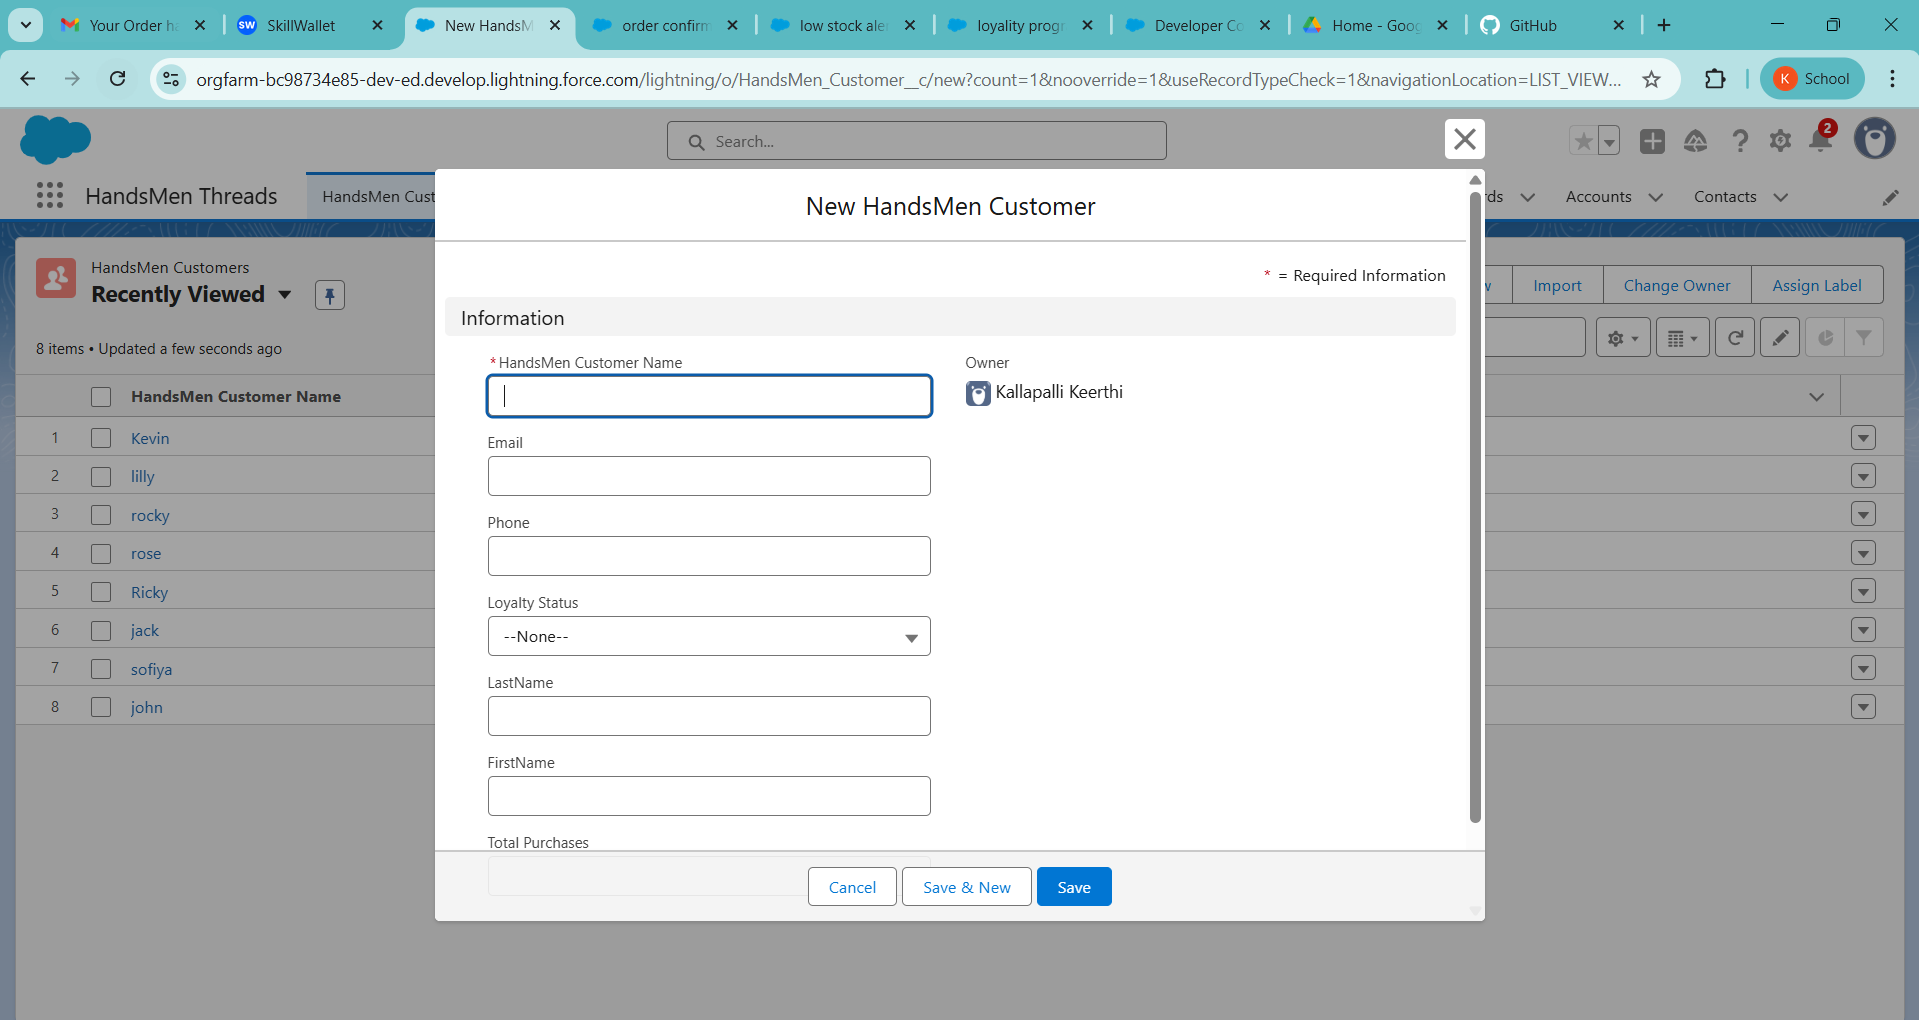 Your Order ha
SW SkillWallet
New HandsM
order confirm
low stock ale
loyality progr
Developer Co
Home - Goog
GitHub
orgfarm-bc98734e85-dev-ed.develop.lightning.force.com/lightning/o/HandsMen_Customer__c/new?count=1&nooverride=1&useRecordTypeCheck=1&navigationLocation=LIST_VIEW...
K School
Search...
2
HandsMen Threads
HandsMen Cust
rds
Accounts
Contacts
New HandsMen Customer
* = Required Information
HandsMen Customers
Recently Viewed
8 items • Updated a few seconds ago
w
Import
Change Owner
Assign Label
Information
HandsMen Customer Name
1 Kevin
2 lilly
3 rocky
4 rose
5 Ricky
6 jack
7 sofiya
8 john
*HandsMen Customer Name
Owner
Kallapalli Keerthi
Email
Phone
Loyalty Status
--None--
LastName
FirstName
Total Purchases
Cancel
Save & New
Save